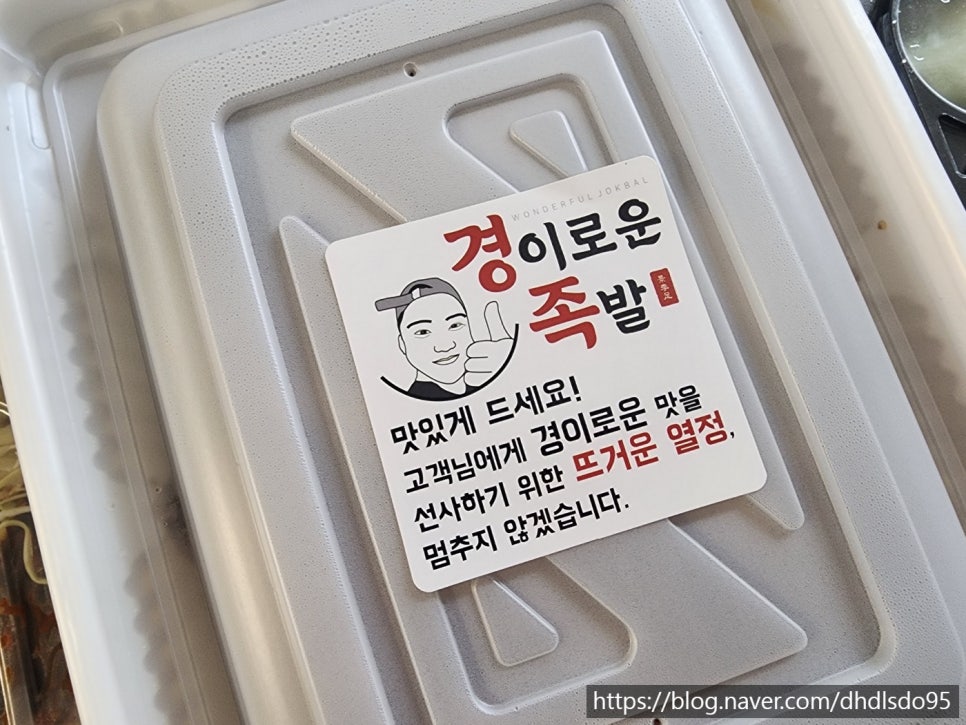 WONDERFUL JOKBAL
경이로운
족발
맛있게 드세요!
고객님에게 경이로운 맛을
선사하기 위한 뜨거운 열정,
멈추지 않겠습니다.
https://blog.naver.com/dhdlsdo95